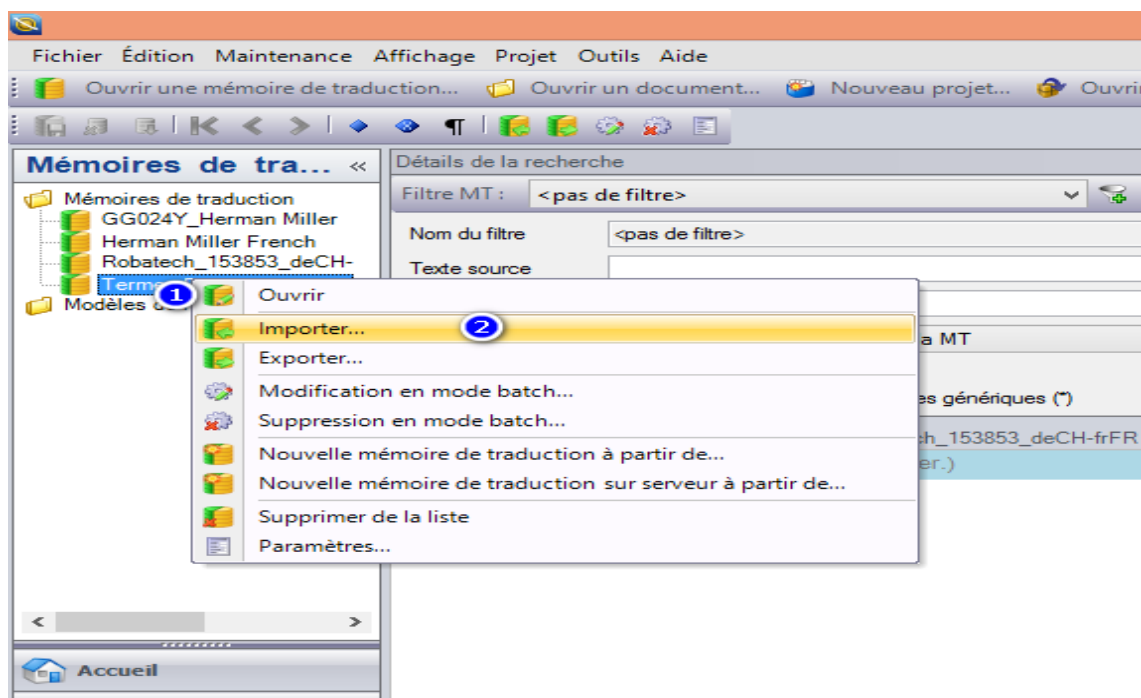 Fichier Édition Maintenance Affichage Projet Outils Aide
Ouvrir une mémoire de traduction... Ouvrir un document... Nouveau projet... Ouvri
Mémoires de tra... «
Détails de la recherche
Mémoires de traduction
Filtre MT : <pas de filtre>
GG024Y_Herman Miller
Herman Miller French
Nom du filtre <pas de filtre>
Robatech_153853_deCH-
Texte source
1 Ouvrir
Modèles
2 Importer...
a MT
Exporter...
Modification en mode batch...
es génériques (*)
Suppression en mode batch...
ch_153853_deCH-frFR
Nouvelle mémoire de traduction à partir de...
er.)
Nouvelle mémoire de traduction sur serveur à partir de...
Supprimer de la liste
Paramètres...
Accueil